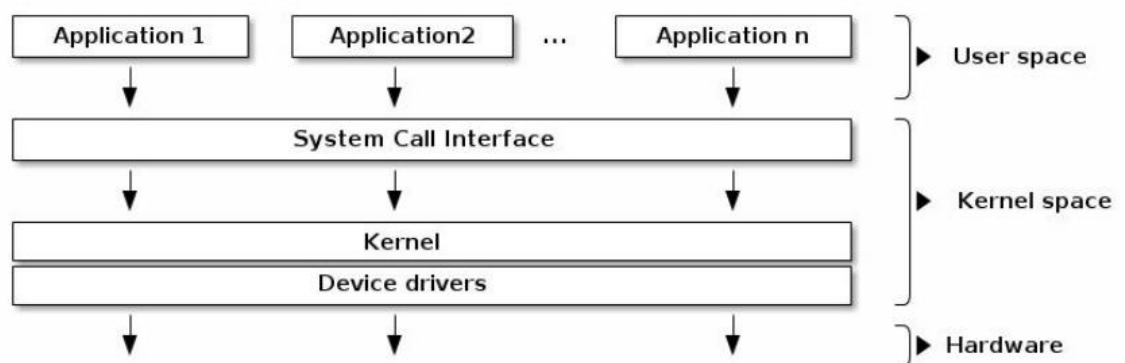 Application 1
Application2
...
Application n
User space
System Call Interface
Kernel space
Kernel
Device drivers
Hardware